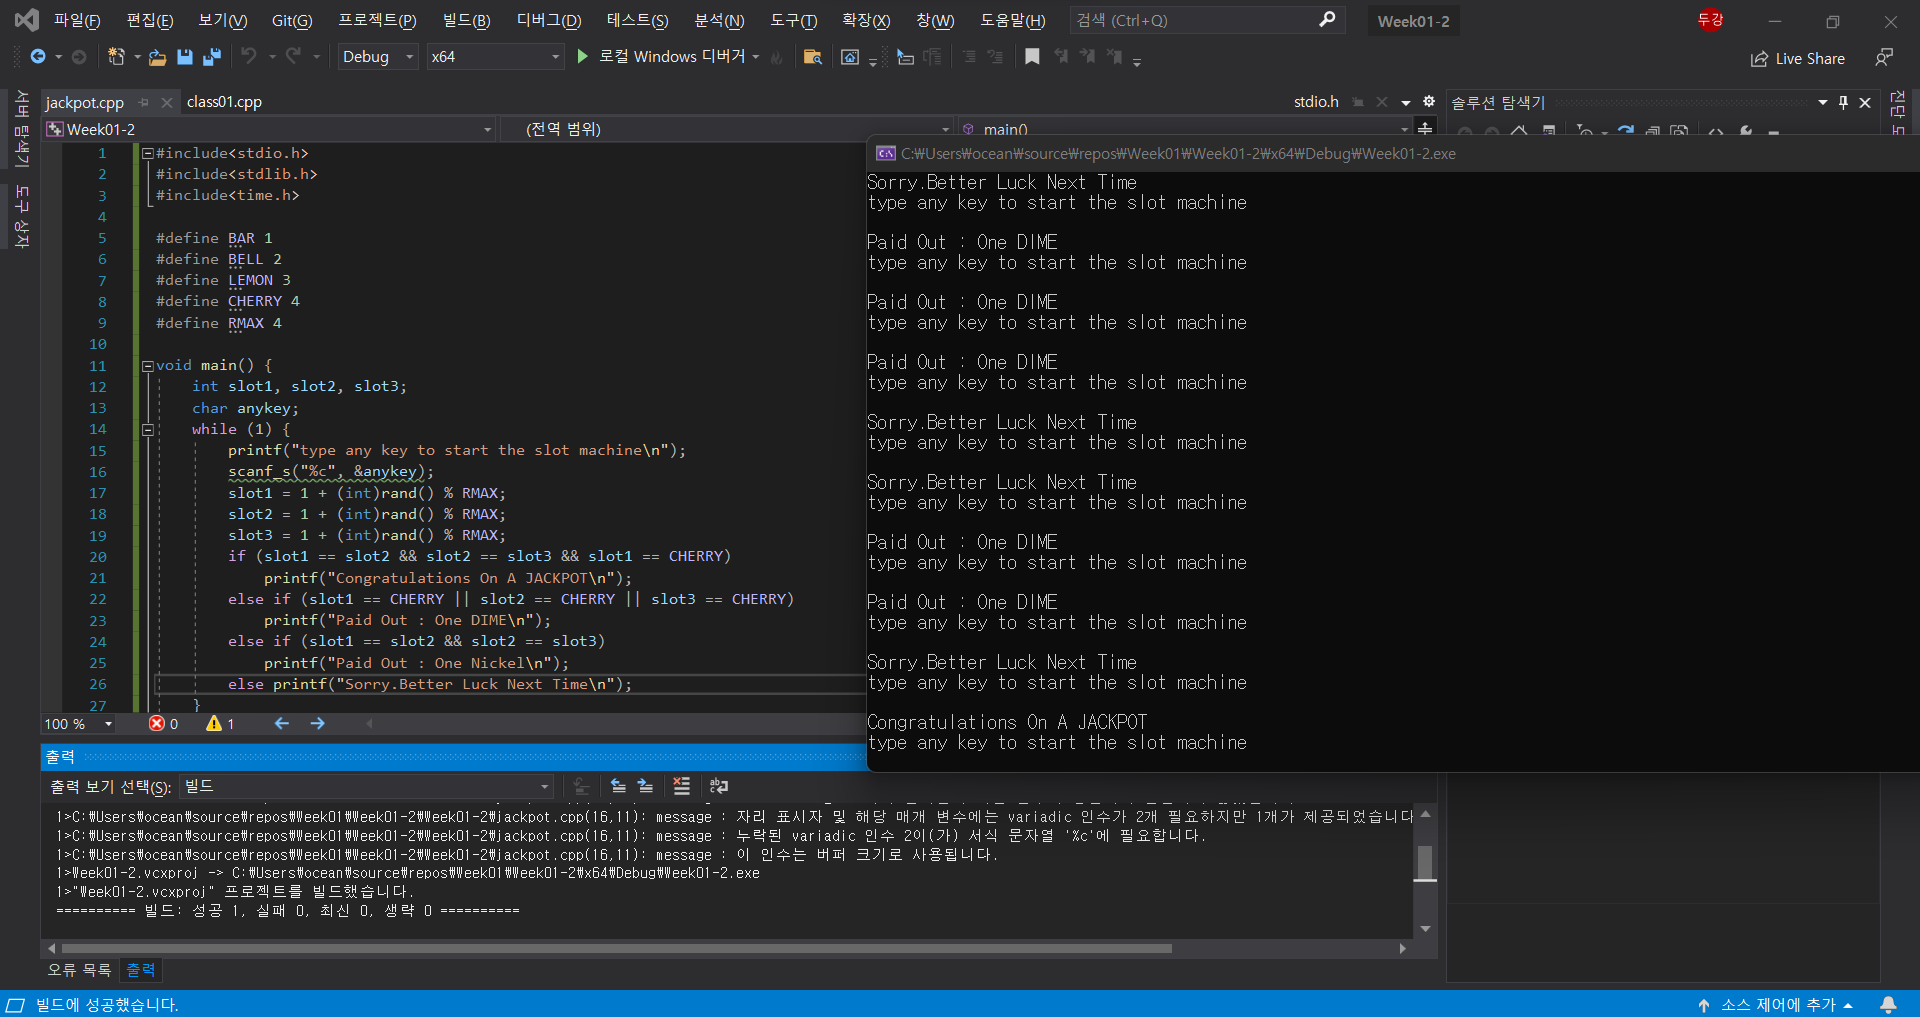 파일(F) 편집(E) 보기(V) Git(G) 프로젝트(P) 빌드(B) 디버그(D) 테스트(S) 분석(N) 도구(T) 확장(X) 창(W) 도움말(H) 검색 (Ctrl+Q) Week01-2 두강
Debug x64 로컬 Windows 디버거 Live Share
서버 탐색기
도구 상자
jackpot.cpp class01.cpp stdio.h
Week01-2 (전역 범위) main()
1 #include<stdio.h>
2 #include<stdlib.h>
3 #include<time.h>
4
5 #define BAR 1
6 #define BELL 2
7 #define LEMON 3
8 #define CHERRY 4
9 #define RMAX 4
10
11 void main() {
12 int slot1, slot2, slot3;
13 char anykey;
14 while (1) {
15 printf("type any key to start the slot machine\n");
16 scanf_s("%c", &anykey);
17 slot1 = 1 + (int)rand() % RMAX;
18 slot2 = 1 + (int)rand() % RMAX;
19 slot3 = 1 + (int)rand() % RMAX;
20 if (slot1 == slot2 && slot2 == slot3 && slot1 == CHERRY)
21 printf("Congratulations On A JACKPOT\n");
22 else if (slot1 == CHERRY || slot2 == CHERRY || slot3 == CHERRY)
23 printf("Paid Out : One DIME\n");
24 else if (slot1 == slot2 && slot2 == slot3)
25 printf("Paid Out : One Nickel\n");
26 else printf("Sorry.Better Luck Next Time\n");
27 }
100 % 0 1
솔루션 탐색기
진단 도
C:\Users\ocean\source\repos\Week01\Week01-2\x64\Debug\Week01-2.exe
Sorry.Better Luck Next Time
type any key to start the slot machine
Paid Out : One DIME
type any key to start the slot machine
Paid Out : One DIME
type any key to start the slot machine
Paid Out : One DIME
type any key to start the slot machine
Sorry.Better Luck Next Time
type any key to start the slot machine
Sorry.Better Luck Next Time
type any key to start the slot machine
Paid Out : One DIME
type any key to start the slot machine
Paid Out : One DIME
type any key to start the slot machine
Sorry.Better Luck Next Time
type any key to start the slot machine
Congratulations On A JACKPOT
type any key to start the slot machine
출력
출력 보기 선택(S): 빌드
1>C:₩Users₩ocean₩source₩repos₩Week01₩Week01-2₩Week01-2₩jackpot.cpp(16,11): message : 자리 표시자 및 해당 매개 변수에는 variadic 인수가 2개 필요하지만 1개가 제공되었습니다
1>C:₩Users₩ocean₩source₩repos₩Week01₩Week01-2₩Week01-2₩jackpot.cpp(16,11): message : 누락된 variadic 인수 2이(가) 서식 문자열 '%c'에 필요합니다.
1>C:₩Users₩ocean₩source₩repos₩Week01₩Week01-2₩Week01-2₩jackpot.cpp(16,11): message : 이 인수는 버퍼 크기로 사용됩니다.
1>Week01-2.vcxproj -> C:₩Users₩ocean₩source₩repos₩Week01₩Week01-2₩x64₩Debug₩Week01-2.exe
1>"Week01-2.vcxproj" 프로젝트를 빌드했습니다.
========== 빌드: 성공 1, 실패 0, 최신 0, 생략 0 ==========
오류 목록 출력
빌드에 성공했습니다. 소스 제어에 추가